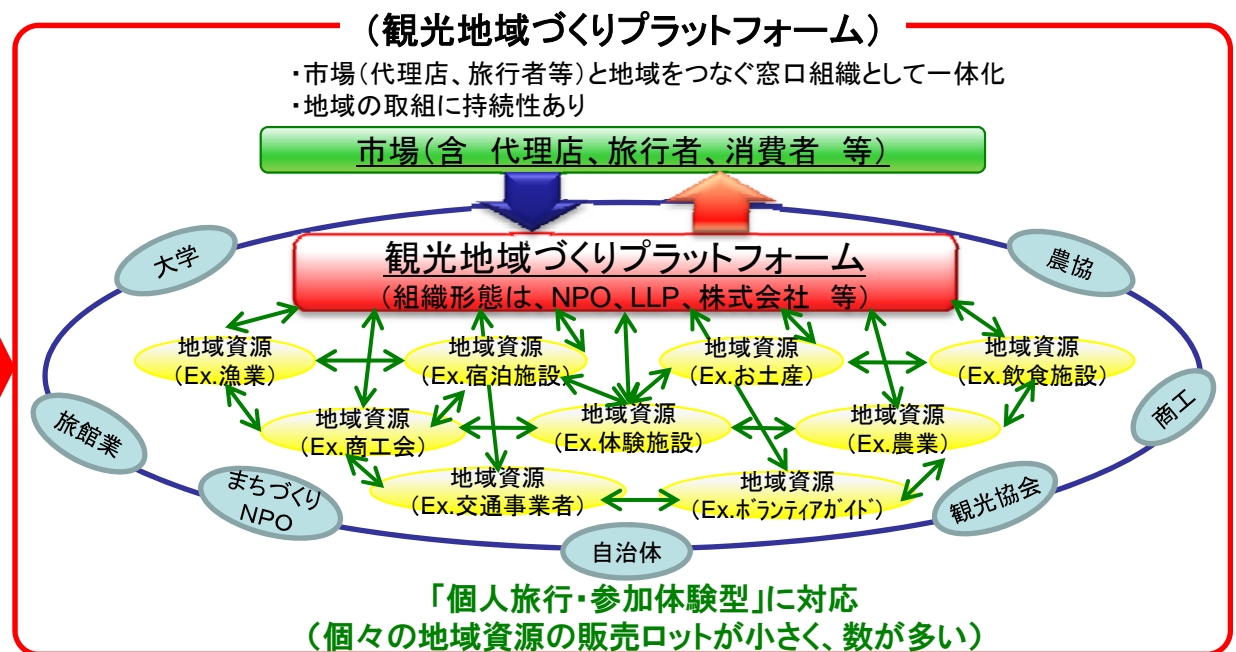 （観光地域づくりプラットフォーム）
・市場（代理店、旅行者等）と地域をつなぐ窓口組織として一体化
・地域の取組に持続性あり
市場（含　代理店、旅行者、消費者　等）
大学
農協
観光地域づくりプラットフォーム
（組織形態は、NPO、LLP、株式会社　等）
地域資源
（Ex.漁業）
地域資源
（Ex.宿泊施設）
地域資源
（Ex.お土産）
地域資源
（Ex.飲食施設）
地域資源
（Ex.商工会）
地域資源
（Ex.体験施設）
地域資源
（Ex.農業）
地域資源
（Ex.交通事業者）
地域資源
（Ex.ﾎﾞﾗﾝﾃｨｱｶﾞｲﾄﾞ）
旅館業
商工
まちづくり
NPO
観光協会
自治体
「個人旅行・参加体験型」に対応
（個々の地域資源の販売ロットが小さく、数が多い）